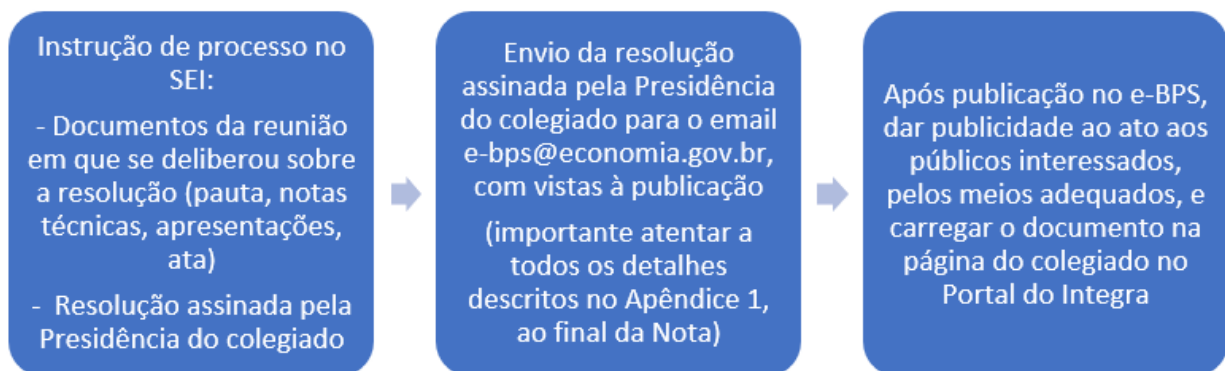 Instrução de processo no
SEI:
- Documentos da reunião
em que se deliberou sobre
a resolução (pauta, notas
técnicas, apresentações,
ata)
- Resolução assinada pela
Presidência do colegiado
Envio da resolução
assinada pela Presidência
do colegiado para o email
e-bps@economia.gov.br,
com vistas à publicação
(importante atentar a
todos os detalhes
descritos no Apêndice 1,
ao final da Nota)
Após publicação no e-BPS,
dar publicidade ao ato aos
públicos interessados,
pelos meios adequados, e
carregar o documento na
página do colegiado no
Portal do Integra